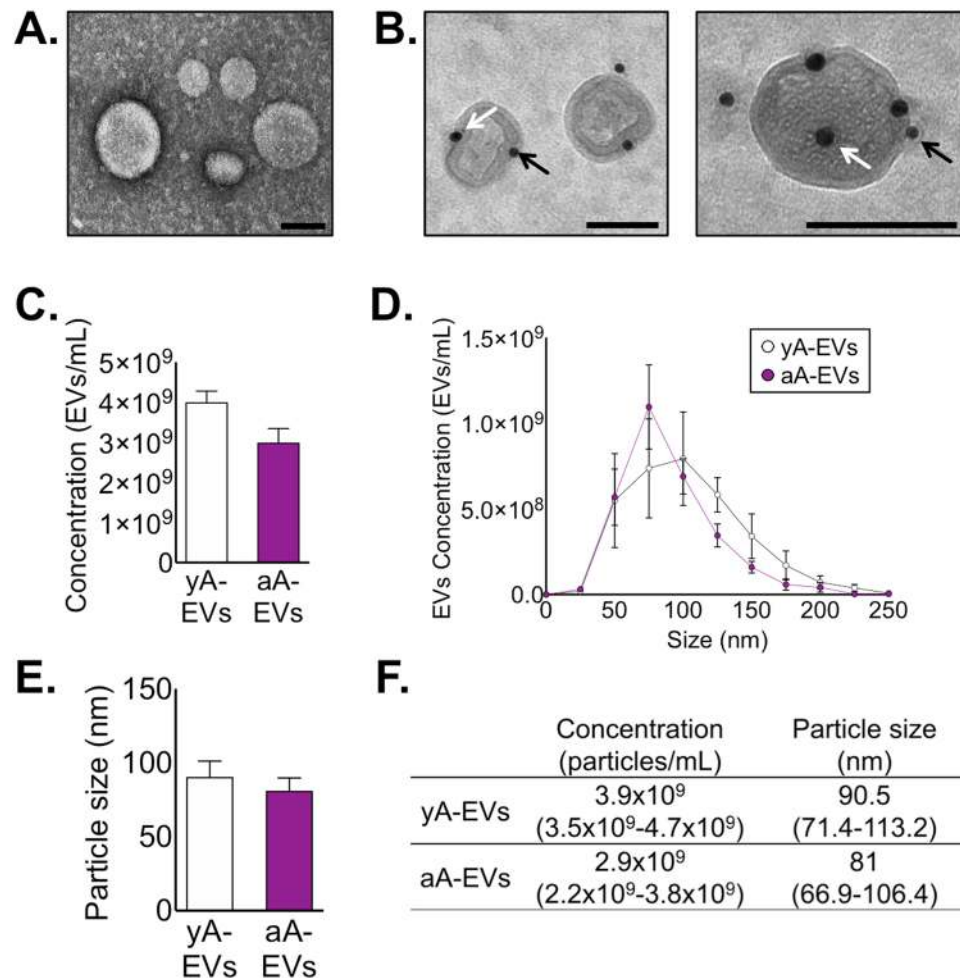 A.
B.
C.
Concentration (EVs/mL)
5×10⁹
4×10⁹
3×10⁹
2×10⁹
1×10⁹
0
yA-
EVs
aA-
EVs
D.
EVs Concentration (EVs/mL)
1.5×10⁹
1.0×10⁹
5.0×10⁸
0.0
0
50
100
150
200
250
Size (nm)
yA-EVs
aA-EVs
E.
Particle size (nm)
150
100
50
0
yA-
EVs
aA-
EVs
F.
Concentration
(particles/mL)
Particle size
(nm)
yA-EVs
3.9x10⁹
(3.5x10⁹-4.7x10⁹)
90.5
(71.4-113.2)
aA-EVs
2.9x10⁹
(2.2x10⁹-3.8x10⁹)
81
(66.9-106.4)